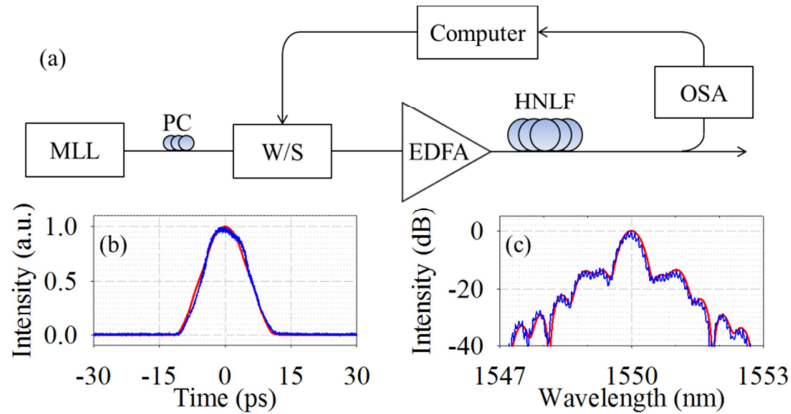 (a)
Computer
MLL
PC
W/S
EDFA
HNLF
OSA
(b)
Intensity (a.u.)
1.0
0.5
0.0
-30 -15 0 15 30
Time (ps)
(c)
Intensity (dB)
0
-20
-40
1547 1550 1553
Wavelength (nm)